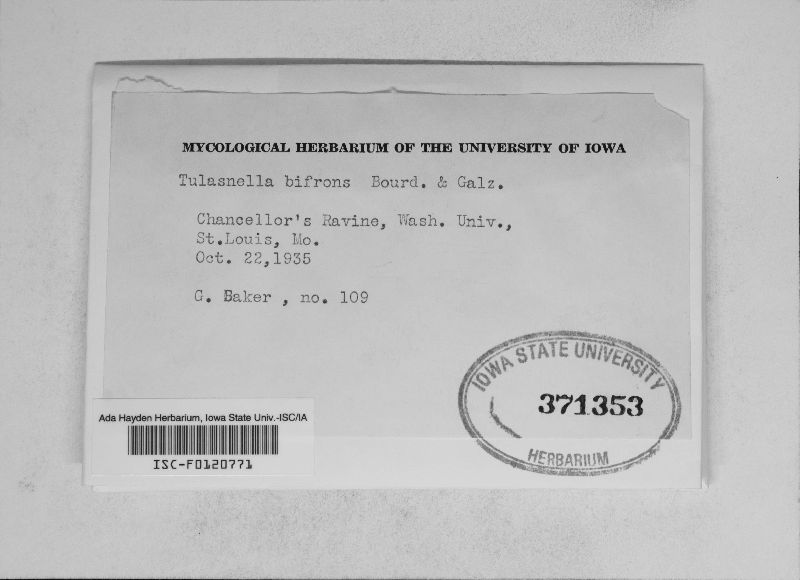 MYCOLOGICAL HERBARIUM OF THE UNIVERSITY OF IOWA
Tulasnella bifrons Bourd. & Galz.
Chancellor's Ravine, Wash. Univ.,
St.Louis, Mo.
Oct. 22,1935
G. Baker , no. 109
IOWA STATE UNIVERSITY
371353
HERBARIUM
Ada Hayden Herbarium, Iowa State Univ.-ISC/IA
ISC-F0120771